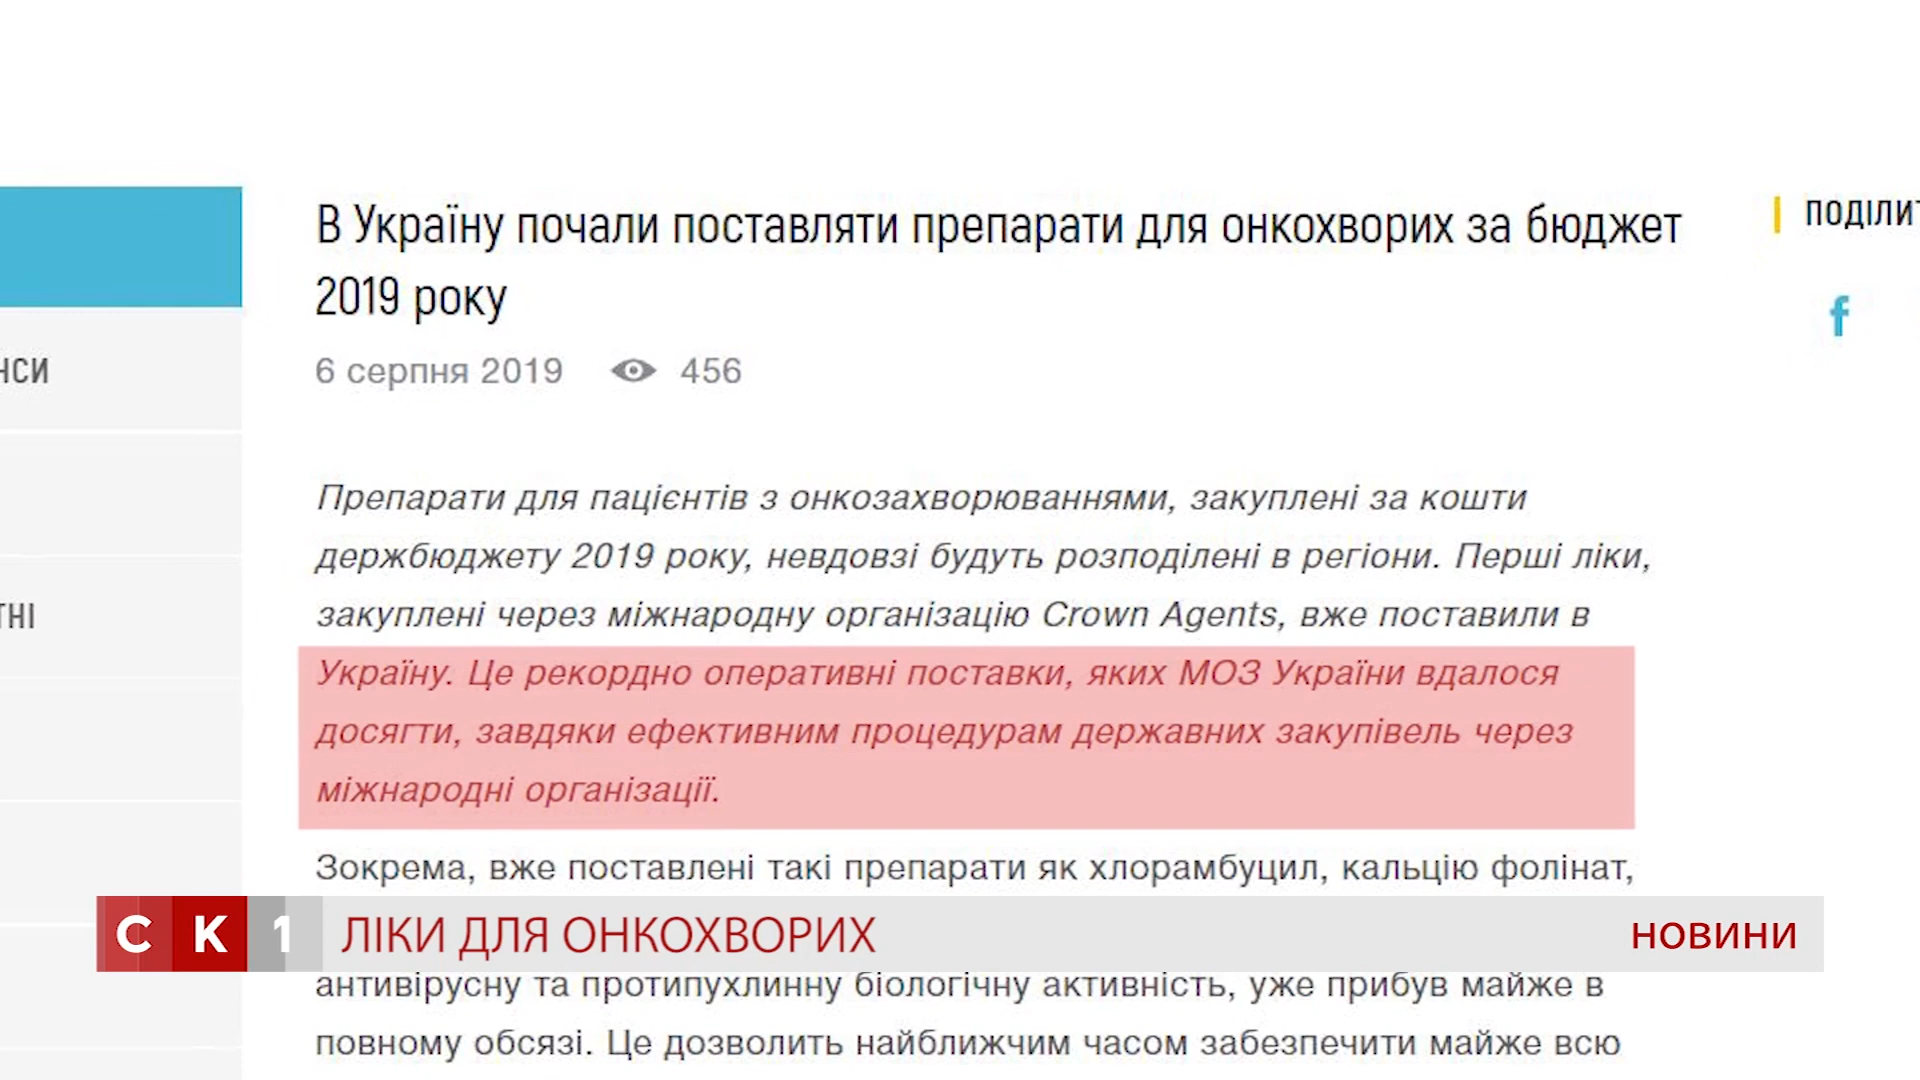 В Україну почали поставляти препарати для онкохворих за бюджет
2019 року
6 серпня 2019 456
Препарати для пацієнтів з онкозахворюваннями, закуплені за кошти
держбюджету 2019 року, невдовзі будуть розподілені в регіони. Перші ліки,
закуплені через міжнародну організацію Crown Agents, вже поставили в
Україну. Це рекордно оперативні поставки, яких МОЗ України вдалося
досягти, завдяки ефективним процедурам державних закупівель через
міжнародні організації.
Зокрема, вже поставлені такі препарати як хлорамбуцил, кальцію фолінат,
СК1 ЛІКИ ДЛЯ ОНКОХВОРИХ НОВИНИ
антивірусну та протипухлинну біологічну активність, уже прибув майже в
повному обсязі. Це дозволить найближчим часом забезпечити майже всю